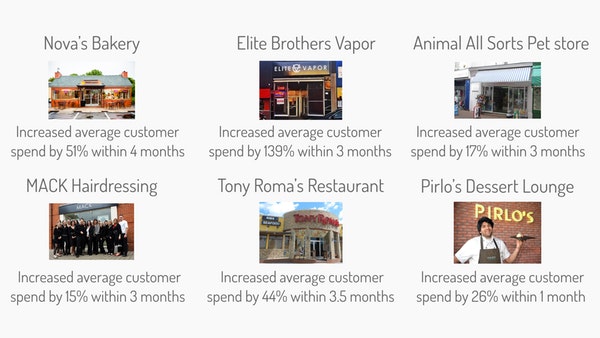 Nova's Bakery
Elite Brothers Vapor
Animal All Sorts Pet store
ELITE VAPOR
Increased average customer
spend by 51% within 4 months
Increased average customer
spend by 139% within 3 months
Increased average customer
spend by 17% within 3 months
MACK Hairdressing
Tony Roma's Restaurant
Pirlo's Dessert Lounge
MACK
TONY ROMA'S
PIRLO'S
Increased average customer
spend by 15% within 3 months
Increased average customer
spend by 44% within 3.5 months
Increased average customer
spend by 26% within 1 month